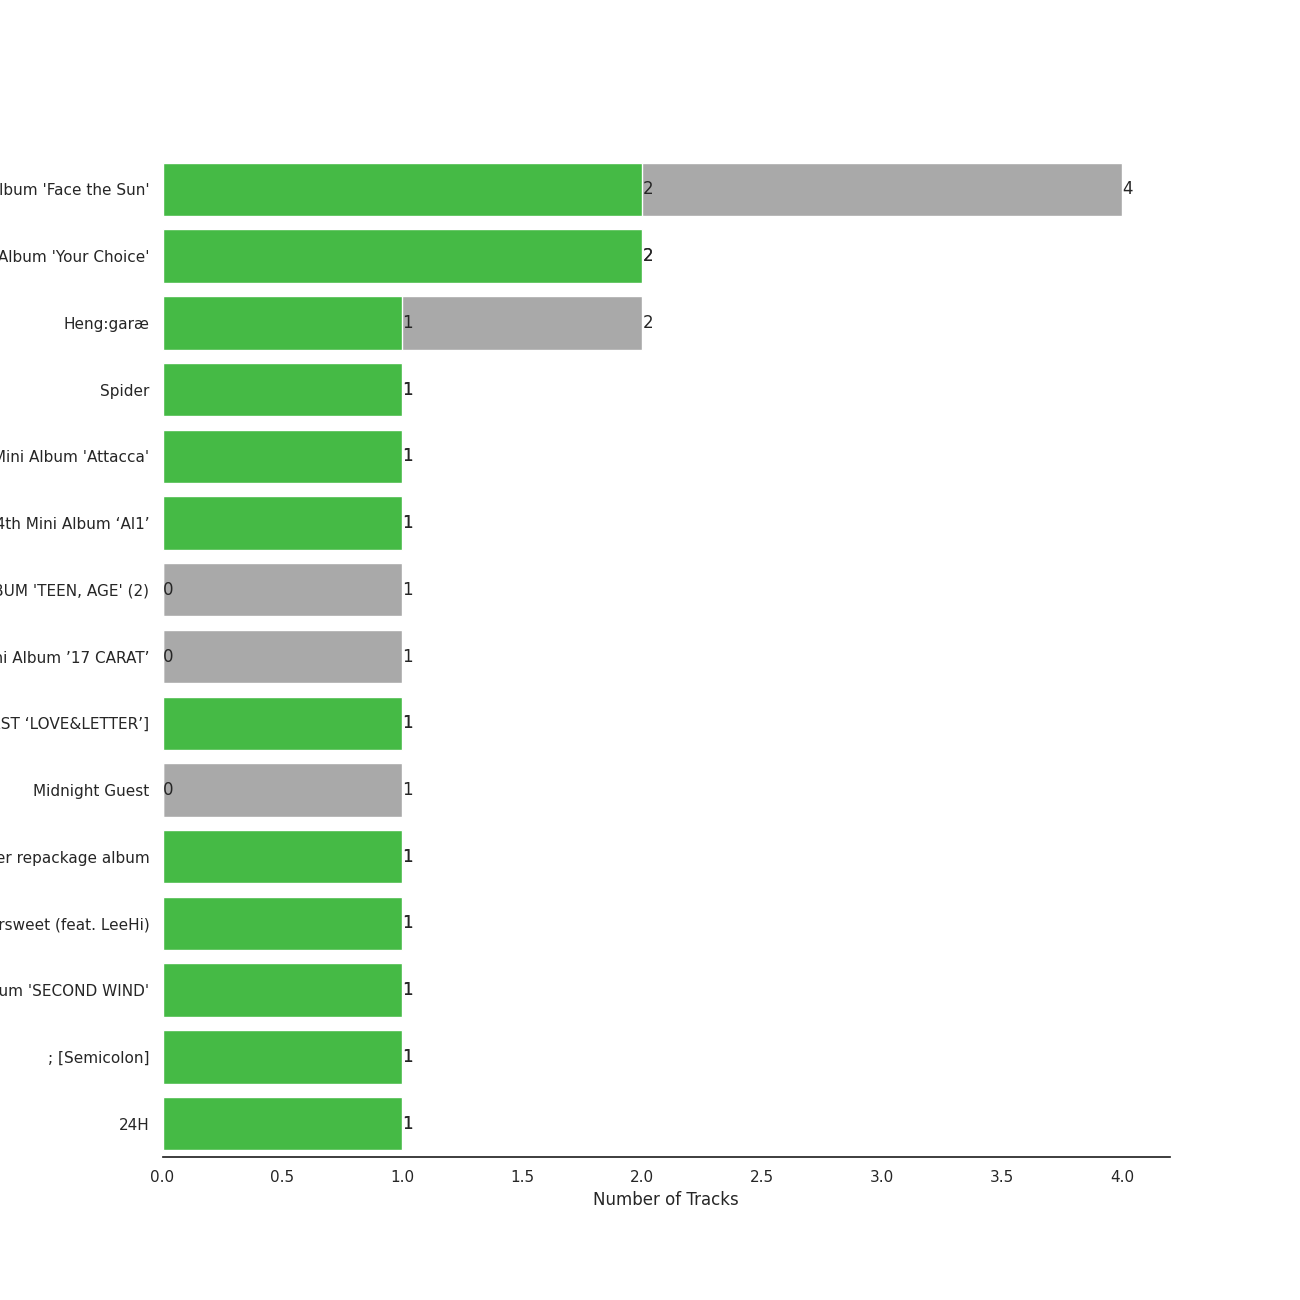 lbum 'Face the Sun'
2
4
Album 'Your Choice'
2
Heng:garæ
1
2
Spider
1
Mini Album 'Attacca'
1
4th Mini Album ‘Al1’
1
BUM 'TEEN, AGE' (2)
0
1
ni Album ’17 CARAT’
0
1
ST ‘LOVE&LETTER’]
1
Midnight Guest
0
1
er repackage album
1
rsweet (feat. LeeHi)
1
um 'SECOND WIND'
1
; [Semicolon]
1
24H
1
0.0 0.5 1.0 1.5 2.0 2.5 3.0 3.5 4.0
Number of Tracks